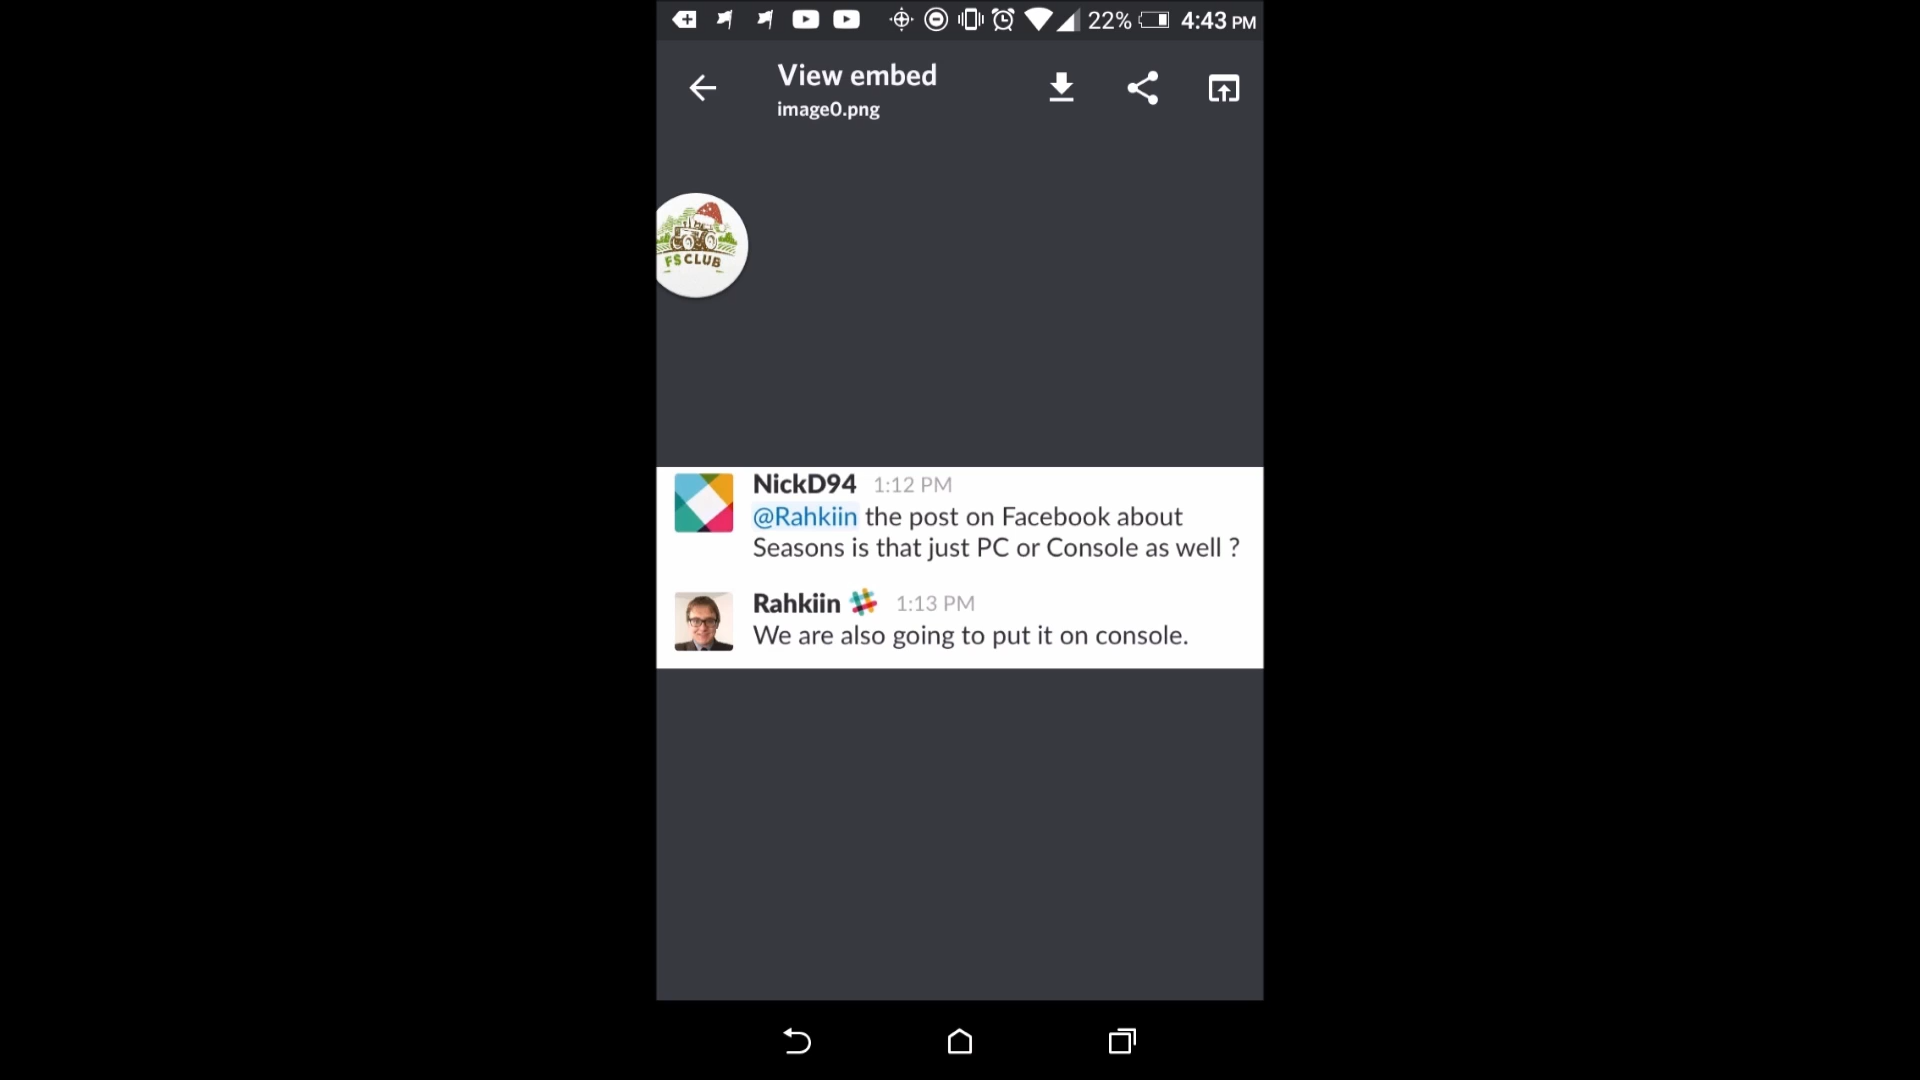 22% 4:43 PM
View embed
image0.png
FS CLUB
NickD94 1:12 PM
@Rahkiin the post on Facebook about
Seasons is that just PC or Console as well ?
Rahkiin 1:13 PM
We are also going to put it on console.